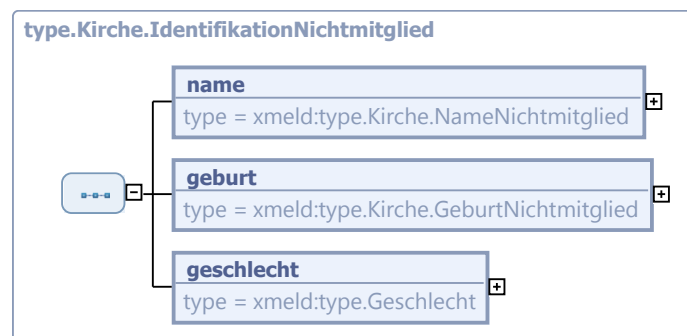 type.Kirche.IdentifikationNichtmitglied
name
type = xmeld:type.Kirche.NameNichtmitglied
geburt
type = xmeld:type.Kirche.GeburtNichtmitglied
geschlecht
type = xmeld:type.Geschlecht